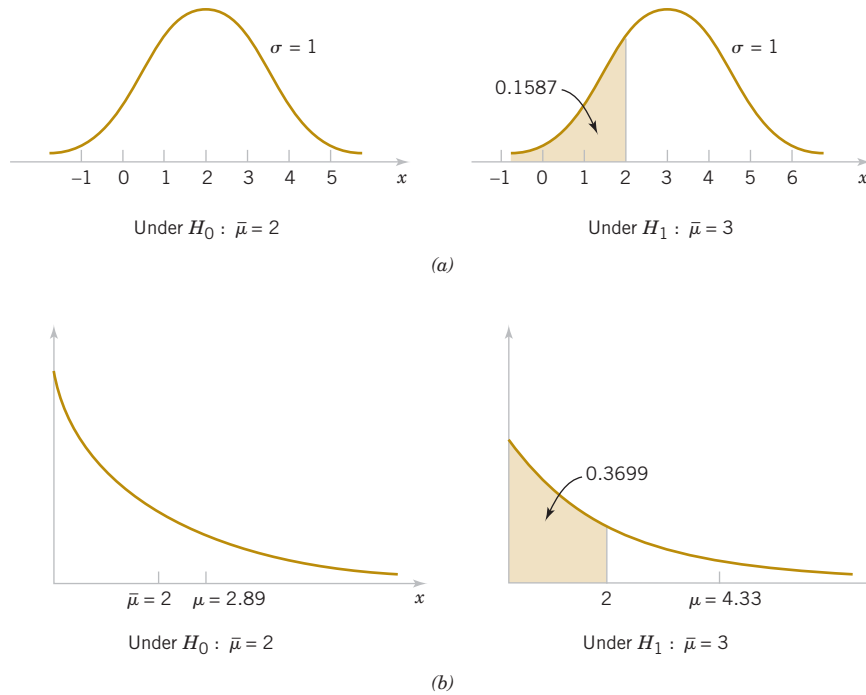 σ = 1
–1 0 1 2 3 4 5 x
Under H₀ : μ̄ = 2
σ = 1
0.1587
–1 0 1 2 3 4 5 6 x
Under H₁ : μ̄ = 3
(a)
μ̄ = 2 μ = 2.89 x
Under H₀ : μ̄ = 2
0.3699
2 μ = 4.33
Under H₁ : μ̄ = 3
(b)